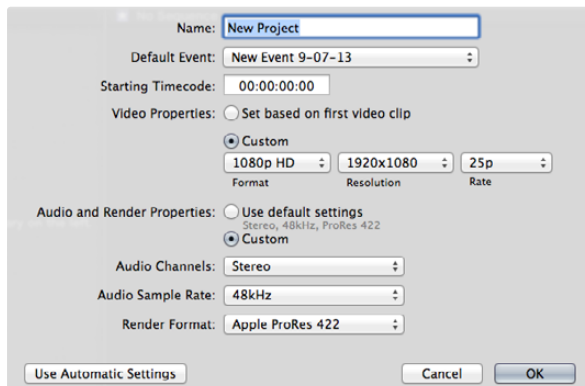 Name: New Project
Default Event: New Event 9-07-13
Starting Timecode: 00:00:00:00
Video Properties: Set based on first video clip
Custom
1080p HD 1920x1080 25p
Format Resolution Rate
Audio and Render Properties: Use default settings
Stereo, 48kHz, ProRes 422
Custom
Audio Channels: Stereo
Audio Sample Rate: 48kHz
Render Format: Apple ProRes 422
Use Automatic Settings Cancel OK